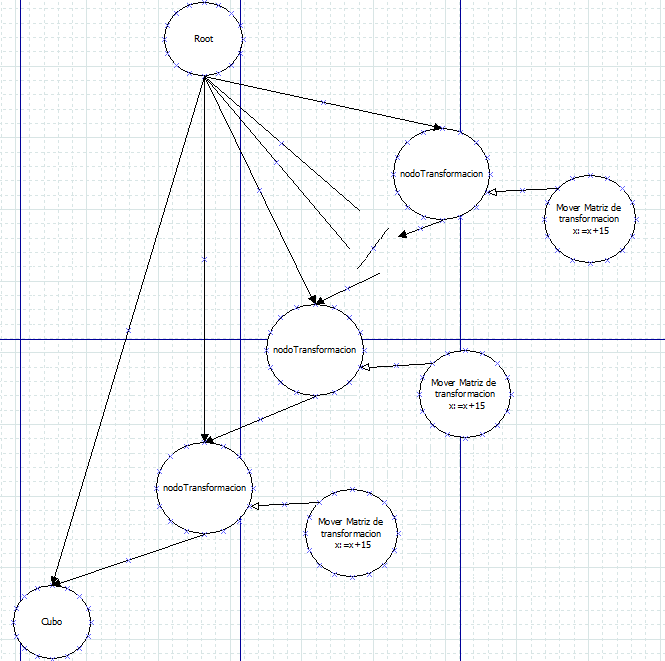 Root
nodoTransformacion
Mover Matriz de
transformacion
x:=x+15
nodoTransformacion
Mover Matriz de
transformacion
x:=x+15
nodoTransformacion
Mover Matriz de
transformacion
x:=x+15
Cubo